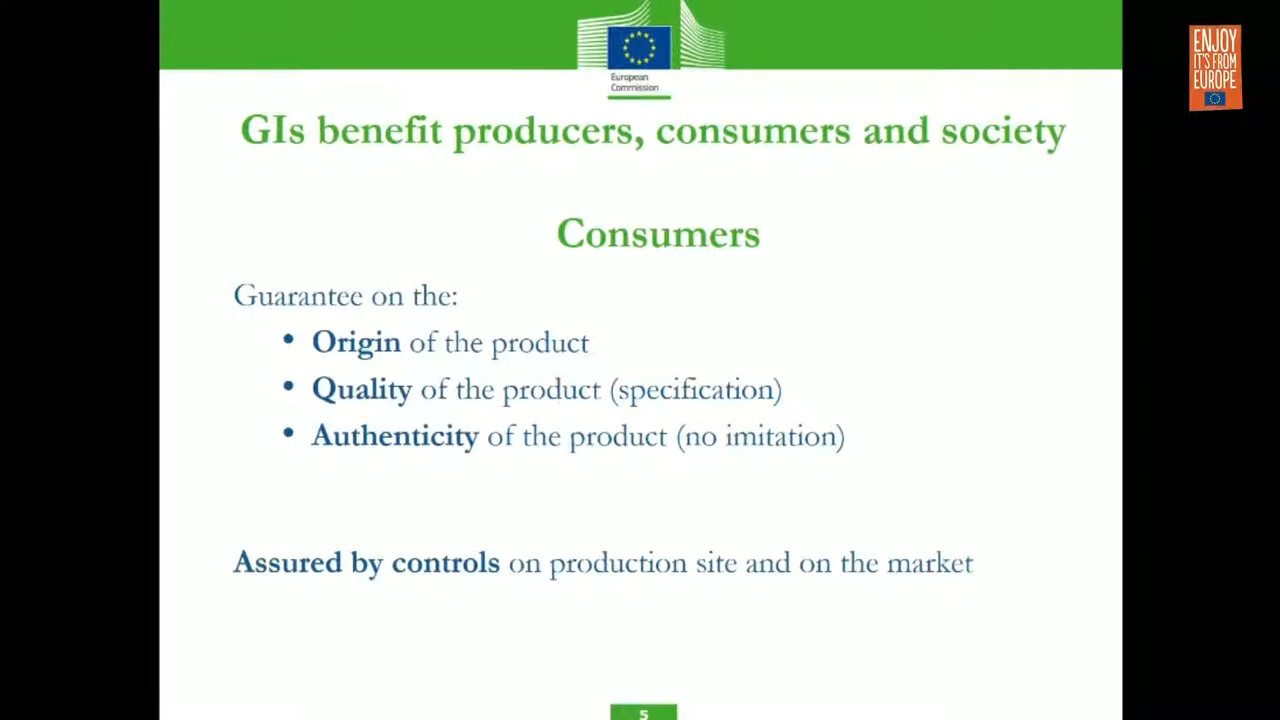 ENJOY
IT'S FROM
EUROPE
European
Commission
GIs benefit producers, consumers and society
Consumers
Guarantee on the:
• Origin of the product
• Quality of the product (specification)
• Authenticity of the product (no imitation)
Assured by controls on production site and on the market
5